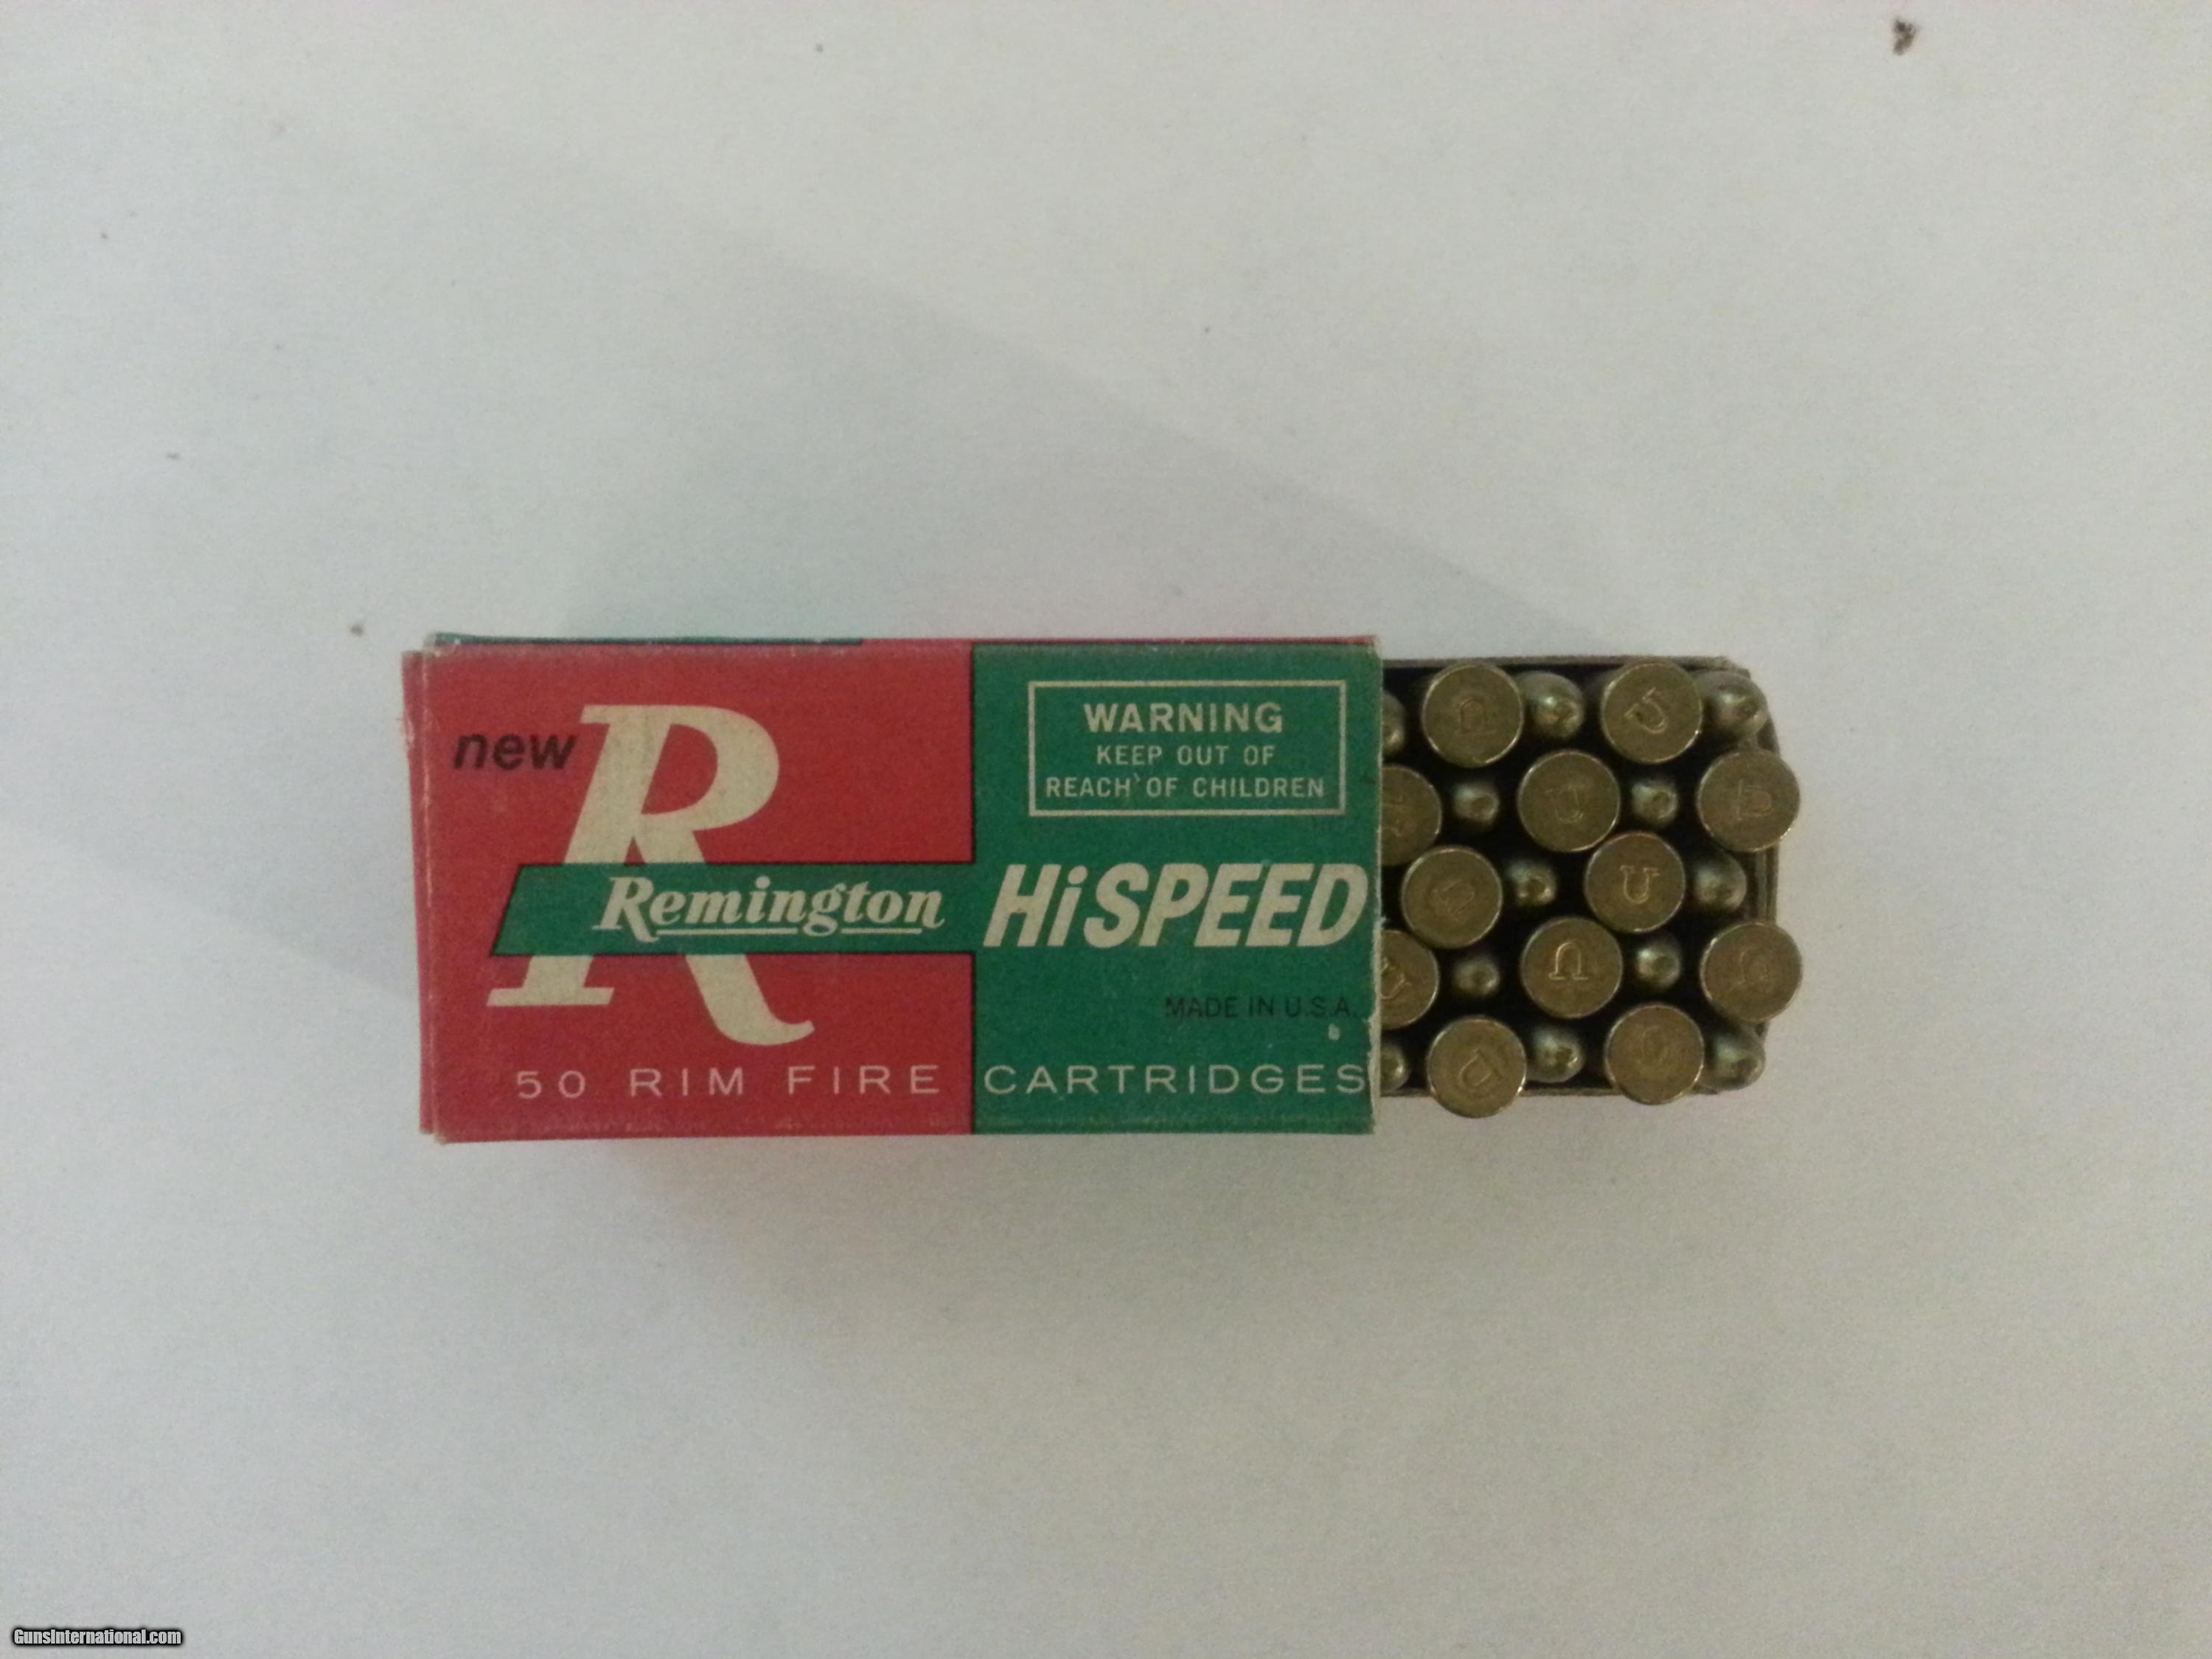 new
R
Remington
HiSPEED
WARNING
KEEP OUT OF
REACH OF CHILDREN
MADE IN U.S.A.
50 RIM FIRE CARTRIDGES
U
U
U
U
U
U
GunsInternational.com